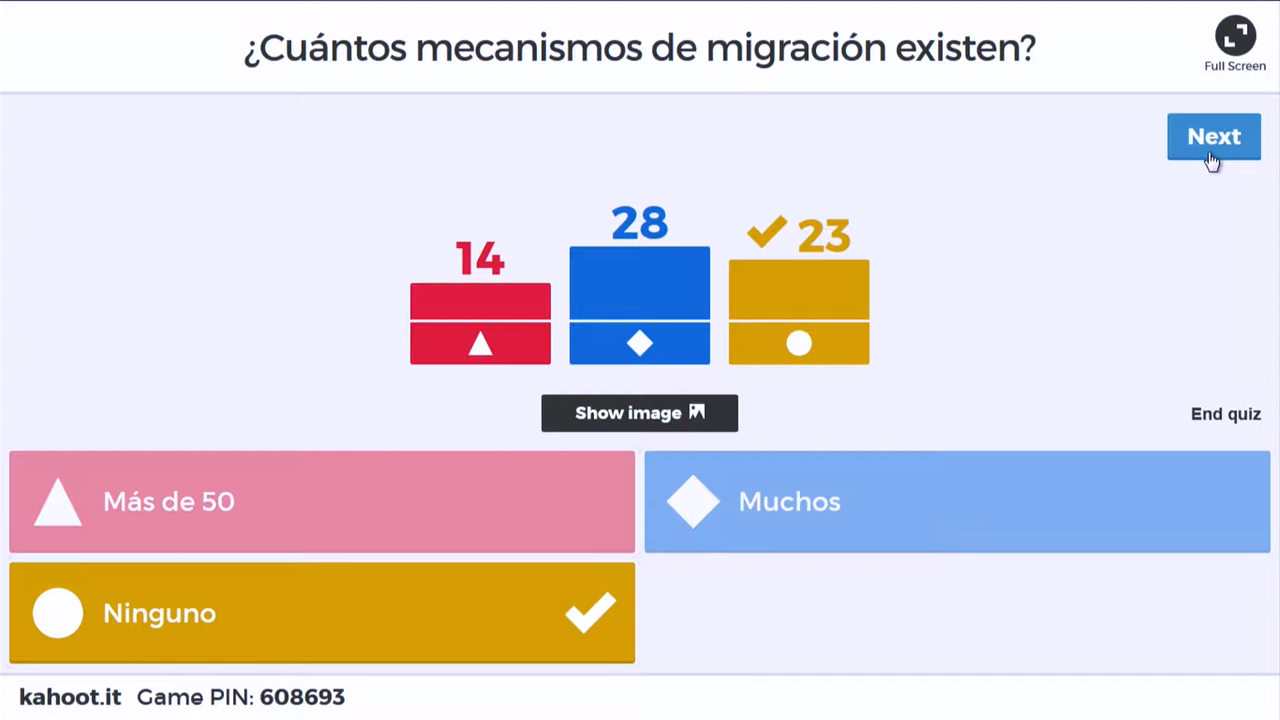 ¿Cuántos mecanismos de migración existen?
Full Screen
Next
14
28
23
Show image
End quiz
Más de 50
Muchos
Ninguno
kahoot.it Game PIN: 608693